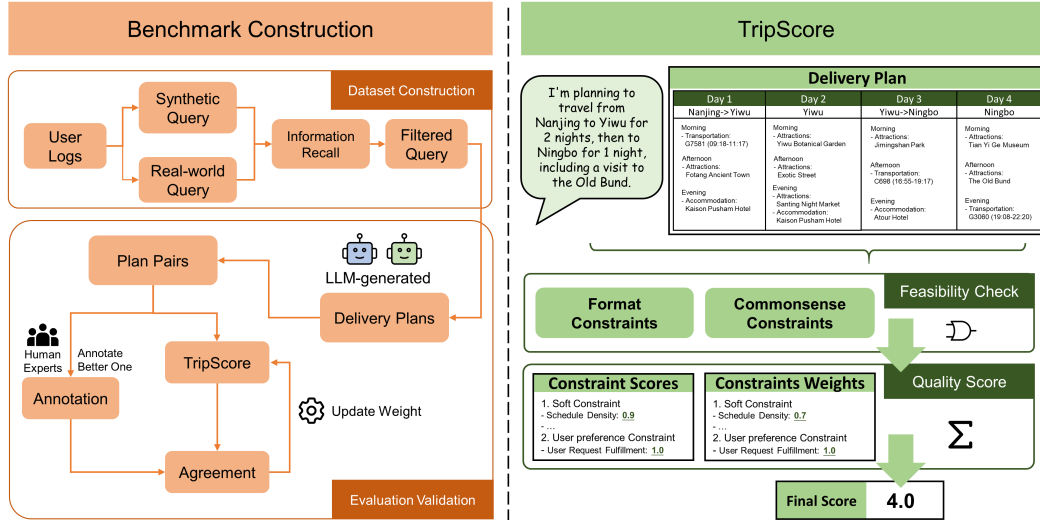 Benchmark Construction
Dataset Construction
User
Logs
Synthetic
Query
Real-world
Query
Information
Recall
Filtered
Query
Plan Pairs
LLM-generated
Delivery Plans
Human
Experts
Annotate
Better One
TripScore
Annotation
Update Weight
Agreement
Evaluation Validation
TripScore
I'm planning to
travel from
Nanjing to Yiwu for
2 nights, then to
Ningbo for 1 night,
including a visit to
the Old Bund.
Delivery Plan
Day 1
Nanjing->Yiwu
Morning
- Transportation:
G7581 (09:18-11:17)
Afternoon
- Attractions:
Fotang Ancient Town
Evening
- Accommodation:
Kaison Pusham Hotel
Day 2
Yiwu
Morning
- Attractions:
Yiwu Botanical Garden
Afternoon
- Attractions:
Exotic Street
Evening
- Attractions:
Santing Night Market
- Accommodation:
Kaison Pusham Hotel
Day 3
Yiwu->Ningbo
Morning
- Attractions:
Jimingshan Park
Afternoon
- Transportation:
C698 (16:55-19:17)
Evening
- Accommodation:
Atour Hotel
Day 4
Ningbo
Morning
- Attractions:
Tian Yi Ge Museum
Afternoon
- Attractions:
The Old Bund
Evening
- Transportation:
G3060 (19:08-22:20)
Feasibility Check
Format
Constraints
Commonsense
Constraints
Quality Score
Constraint Scores
1. Soft Constraint
- Schedule Density: 0.9
- ...
2. User preference Constraint
- User Request Fulfillment: 1.0
Constraints Weights
1. Soft Constraint
- Schedule Density: 0.7
- ...
2. User preference Constraint
- User Request Fulfillment: 1.0
Σ
Final Score
4.0